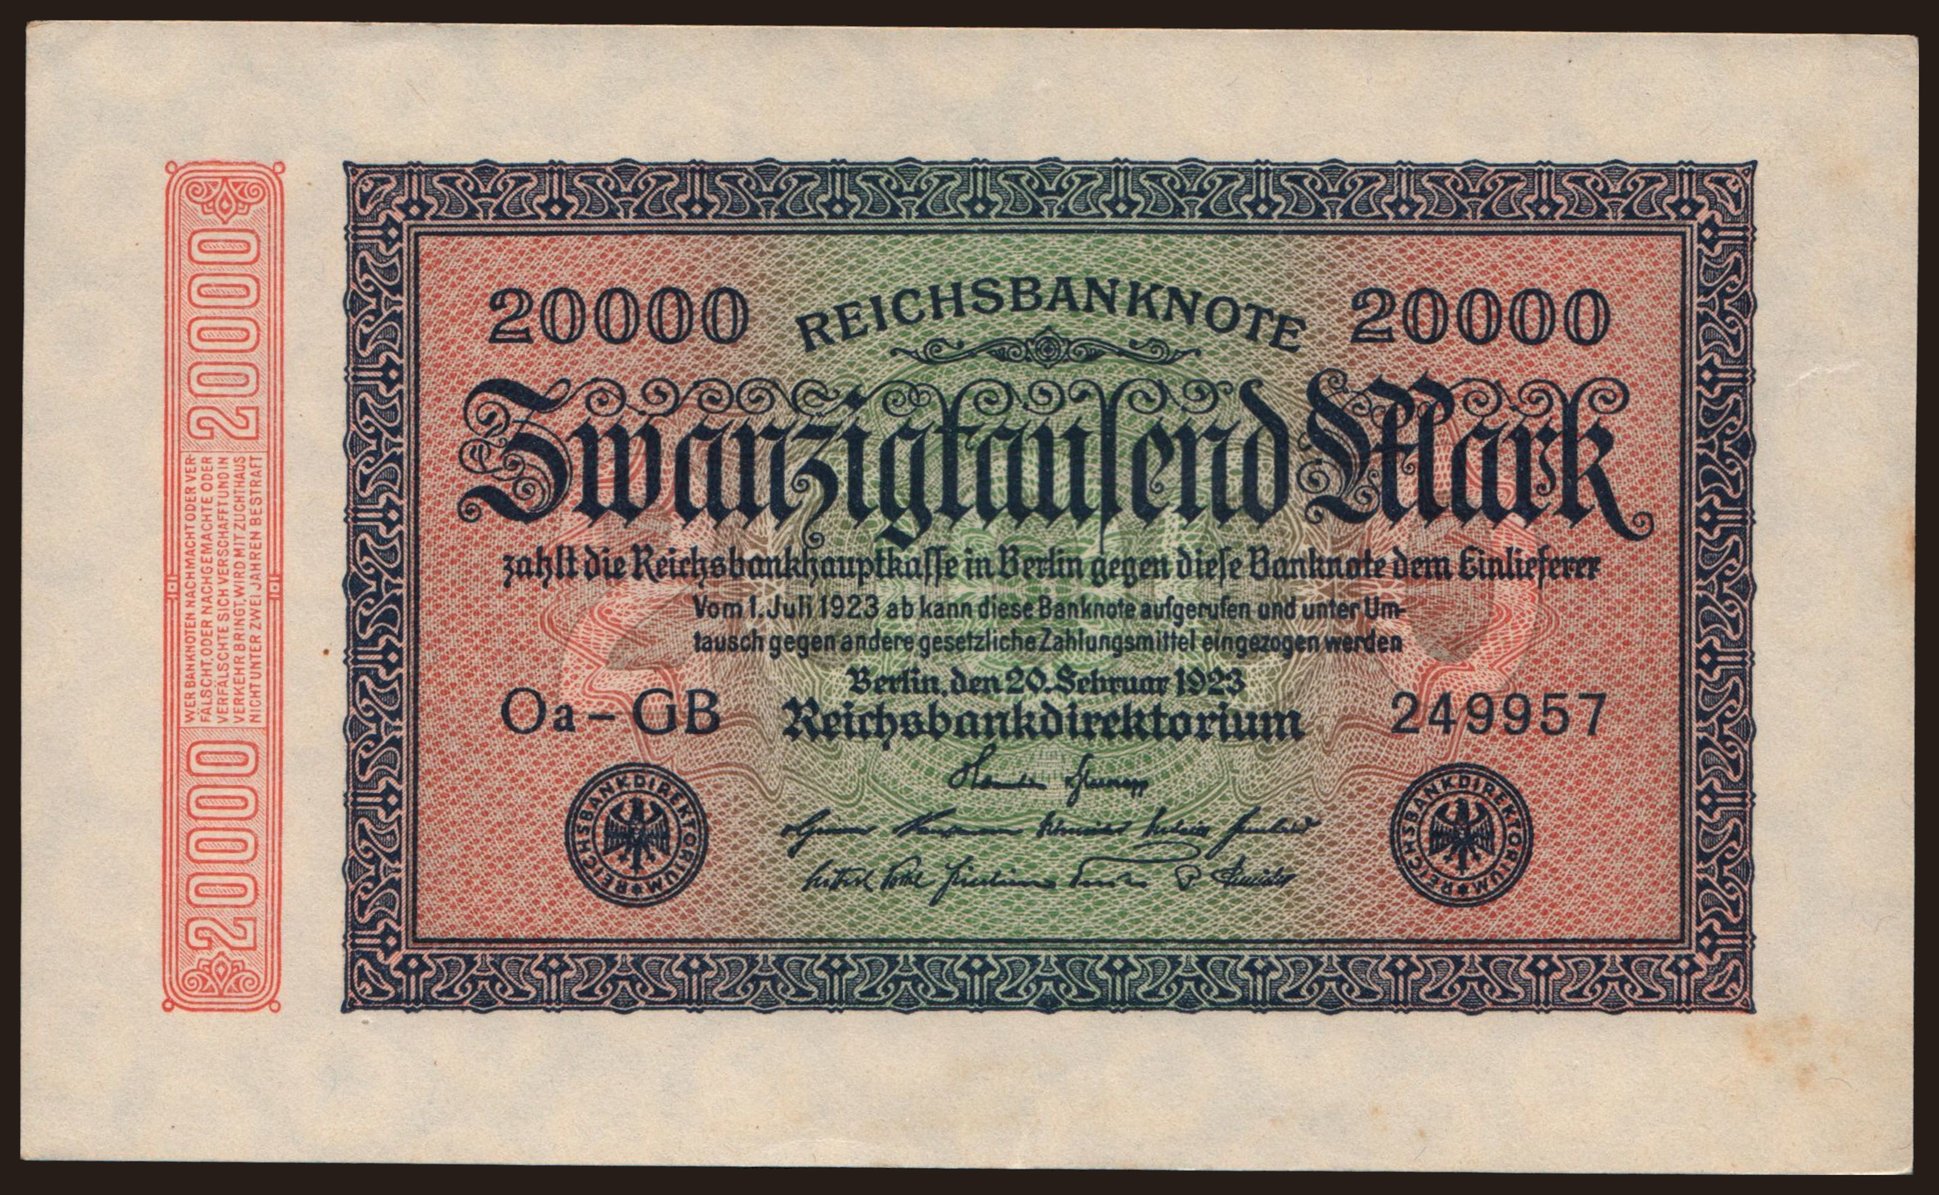 20000
WER BANKNOTEN NACHMACHT ODER VER-
FÄLSCHT, ODER NACHGEMACHTE ODER
VERFÄLSCHTE SICH VERSCHAFFT UND IN
VERKEHR BRINGT, WIRD MIT ZUCHTHAUS
NICHT UNTER ZWEI JAHREN BESTRAFT
20000
20000 REICHSBANKNOTE 20000
Zwanzigtauſend Mark
zahlt die Reichsbankhauptkaſſe in Berlin gegen dieſe Banknote dem Einlieferer
Vom 1. Juli 1923 ab kann diese Banknote aufgerufen und unter Um-
tausch gegen andere gesetzliche Zahlungsmittel eingezogen werden
Berlin, den 20. Februar 1923
Oa–GB Reichsbankdirektorium 249957
REICHSBANKDIREKTORIUM
REICHSBANKDIREKTORIUM